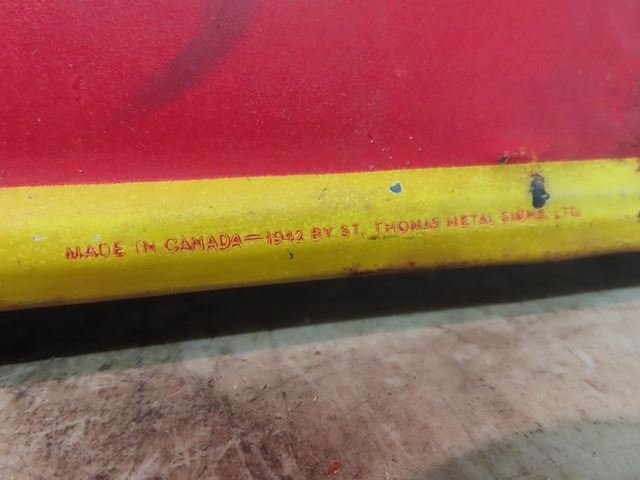 MADE IN CANADA—1942 BY ST. THOMAS METAL SIGNS, LTD.